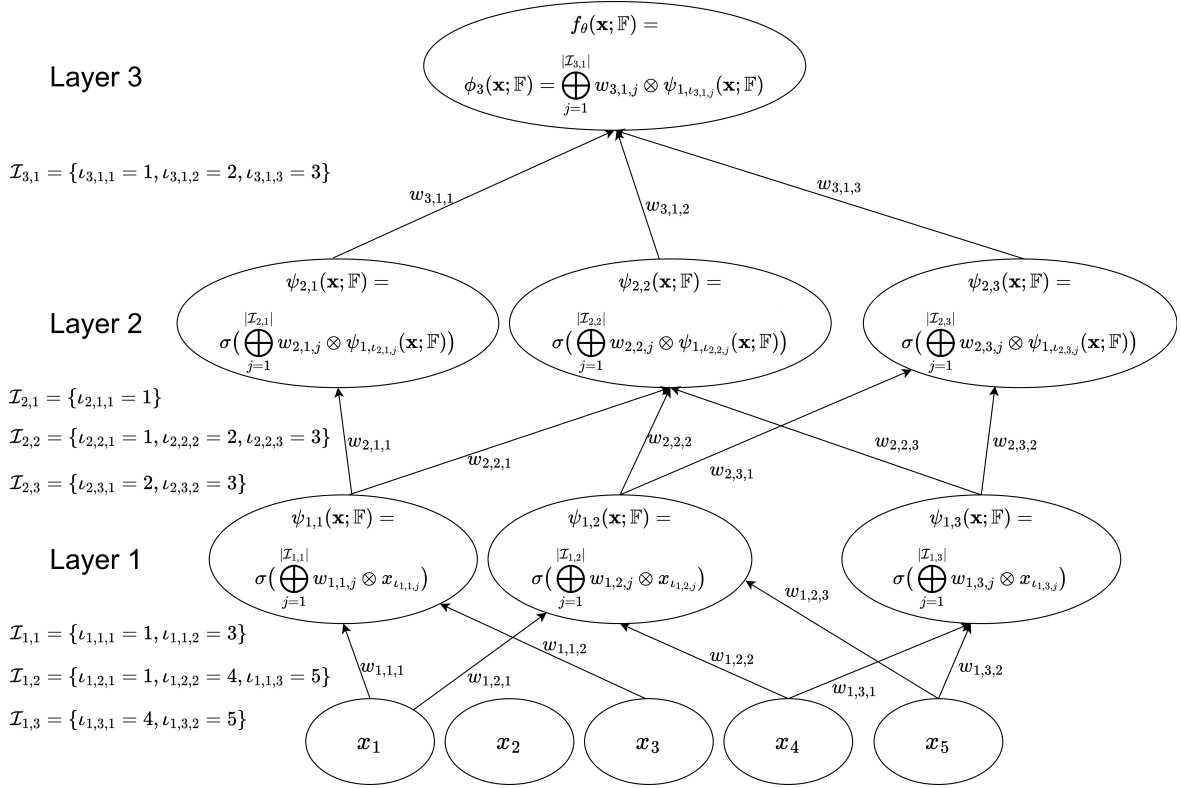 f_θ(𝐱; 𝔽) =
Layer 3
ϕ_3(𝐱; 𝔽) = ⨁_{j=1}^{|ℐ_{3,1}|} w_{3,1,j} ⊗ ψ_{1,ι_{3,1,j}}(𝐱; 𝔽)
ℐ_{3,1} = {ι_{3,1,1} = 1, ι_{3,1,2} = 2, ι_{3,1,3} = 3}
w_{3,1,1}
w_{3,1,2}
w_{3,1,3}
ψ_{2,1}(𝐱; 𝔽) =
ψ_{2,2}(𝐱; 𝔽) =
ψ_{2,3}(𝐱; 𝔽) =
Layer 2
σ(⨁_{j=1}^{|ℐ_{2,1}|} w_{2,1,j} ⊗ ψ_{1,ι_{2,1,j}}(𝐱; 𝔽))
σ(⨁_{j=1}^{|ℐ_{2,2}|} w_{2,2,j} ⊗ ψ_{1,ι_{2,2,j}}(𝐱; 𝔽))
σ(⨁_{j=1}^{|ℐ_{2,3}|} w_{2,3,j} ⊗ ψ_{1,ι_{2,3,j}}(𝐱; 𝔽))
ℐ_{2,1} = {ι_{2,1,1} = 1}
ℐ_{2,2} = {ι_{2,2,1} = 1, ι_{2,2,2} = 2, ι_{2,2,3} = 3}
ℐ_{2,3} = {ι_{2,3,1} = 2, ι_{2,3,2} = 3}
w_{2,1,1}
w_{2,2,1}
w_{2,2,2}
w_{2,3,1}
w_{2,2,3}
w_{2,3,2}
ψ_{1,1}(𝐱; 𝔽) =
ψ_{1,2}(𝐱; 𝔽) =
ψ_{1,3}(𝐱; 𝔽) =
Layer 1
σ(⨁_{j=1}^{|ℐ_{1,1}|} w_{1,1,j} ⊗ x_{ι_{1,1,j}})
σ(⨁_{j=1}^{|ℐ_{1,2}|} w_{1,2,j} ⊗ x_{ι_{1,2,j}})
σ(⨁_{j=1}^{|ℐ_{1,3}|} w_{1,3,j} ⊗ x_{ι_{1,3,j}})
ℐ_{1,1} = {ι_{1,1,1} = 1, ι_{1,1,2} = 3}
ℐ_{1,2} = {ι_{1,2,1} = 1, ι_{1,2,2} = 4, ι_{1,1,3} = 5}
ℐ_{1,3} = {ι_{1,3,1} = 4, ι_{1,3,2} = 5}
w_{1,1,1}
w_{1,2,1}
w_{1,1,2}
w_{1,2,2}
w_{1,2,3}
w_{1,3,1}
w_{1,3,2}
x_1
x_2
x_3
x_4
x_5